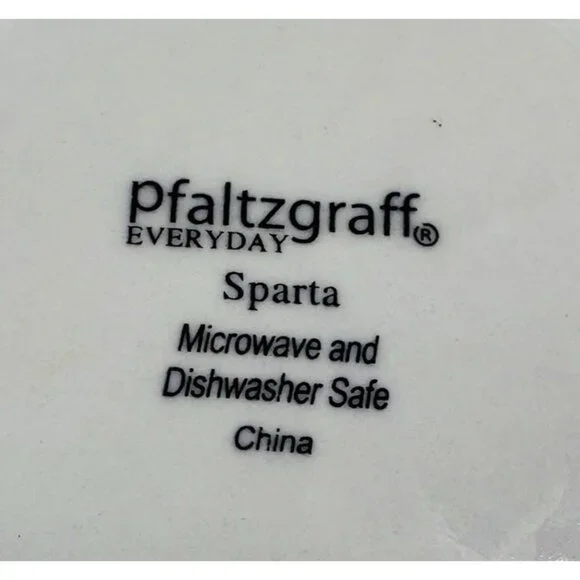 pfaltzgraff®
EVERYDAY
Sparta
Microwave and
Dishwasher Safe
China